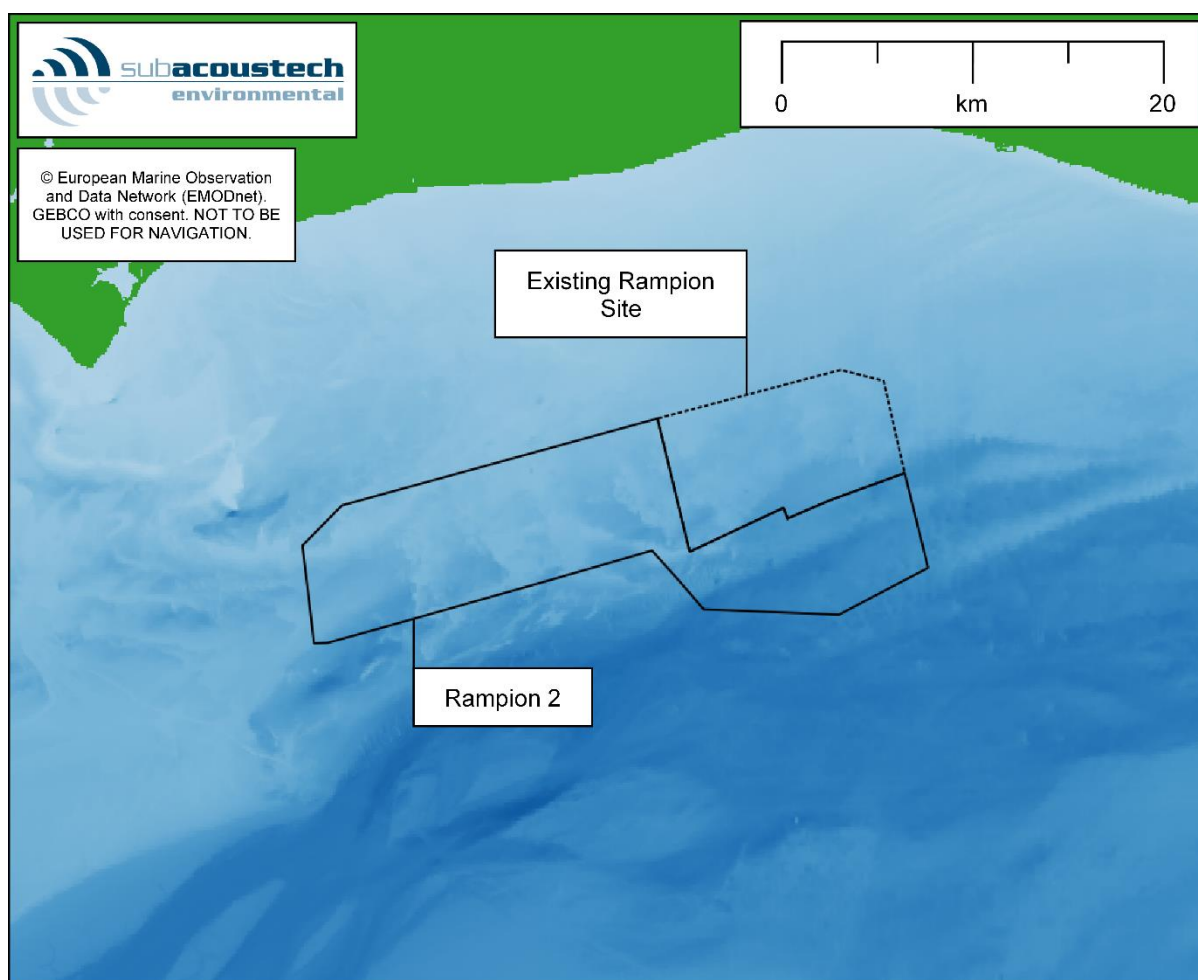 subacoustech
environmental
0 km 20
© European Marine Observation
and Data Network (EMODnet).
GEBCO with consent. NOT TO BE
USED FOR NAVIGATION.
Existing Rampion
Site
Rampion 2